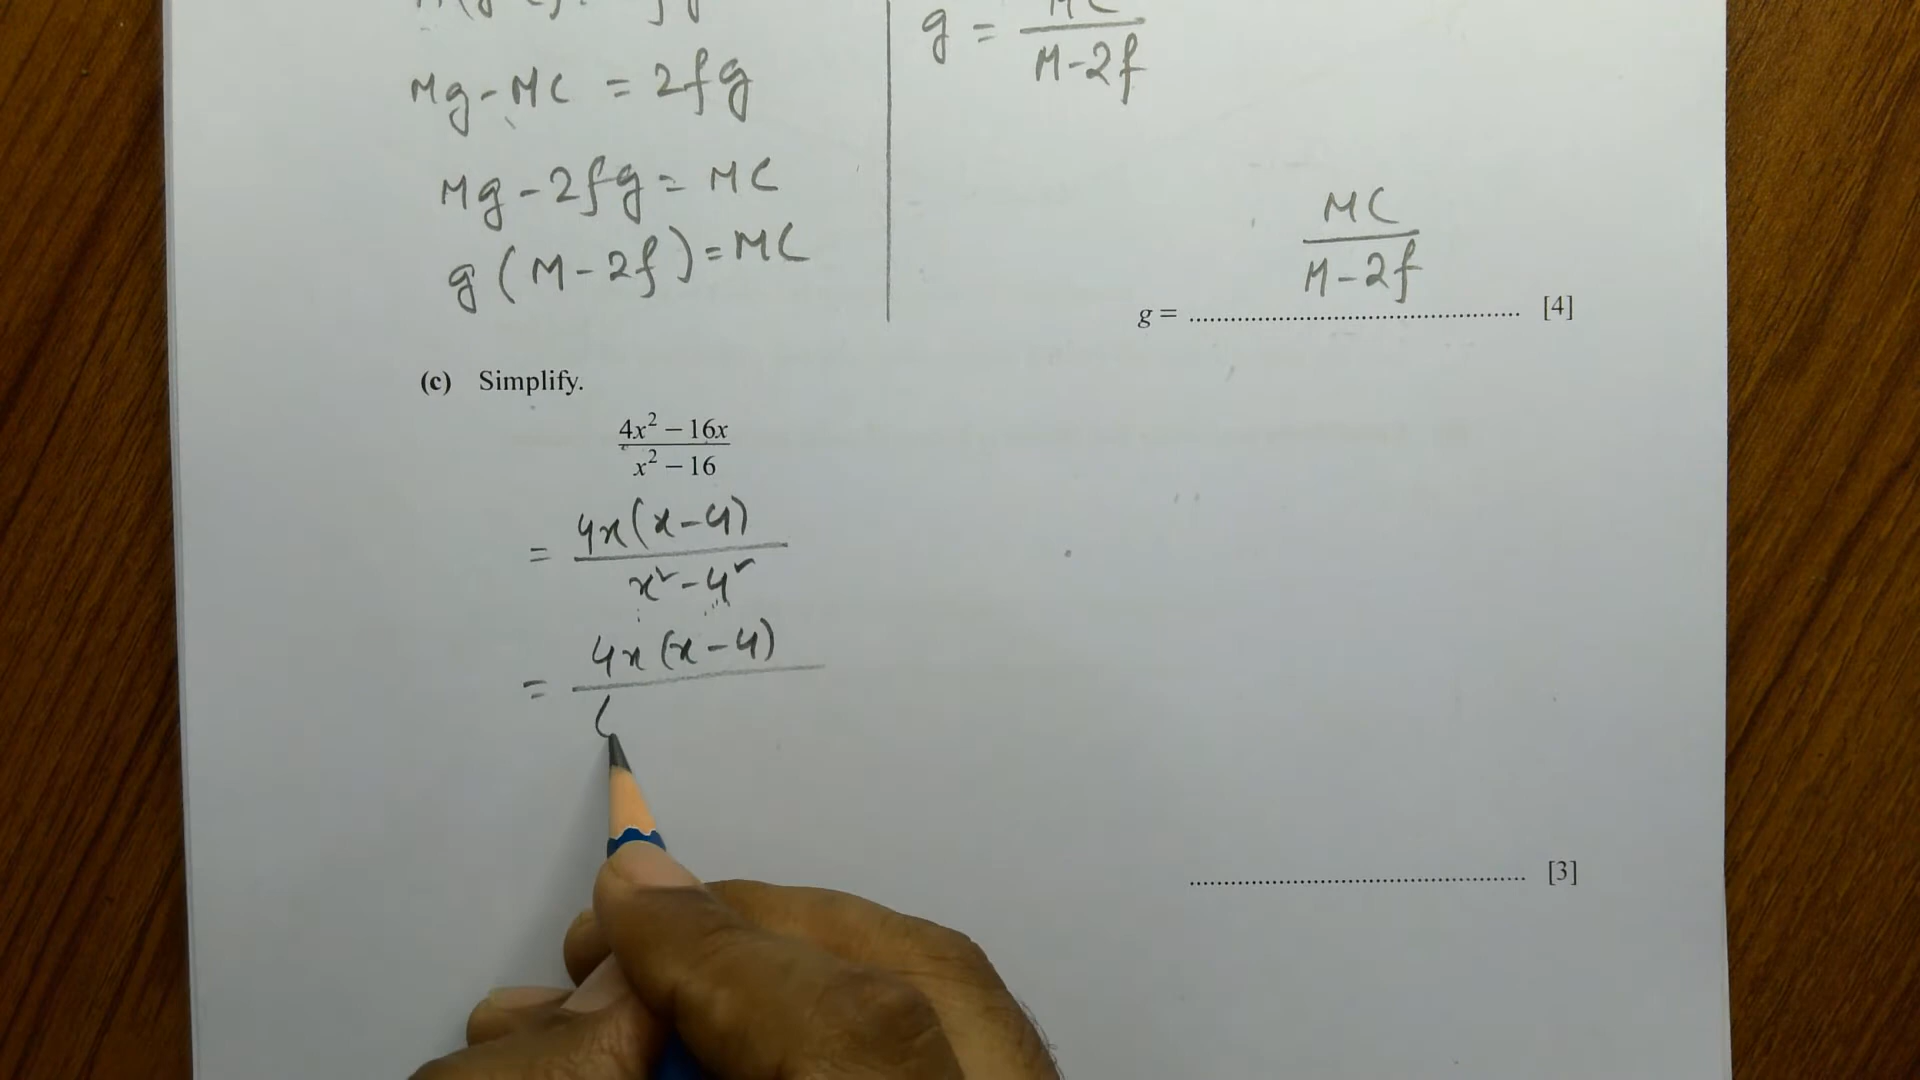 Mg - MC = 2fg
Mg - 2fg = MC
g (M - 2f) = MC
g = MC / M - 2f
MC / M - 2f
g = ................................................ [4]
(c) Simplify.
4x² − 16x
x² − 16
= 4x(x - 4) / x² - 4²
= 4x(x - 4)
(
................................................ [3]